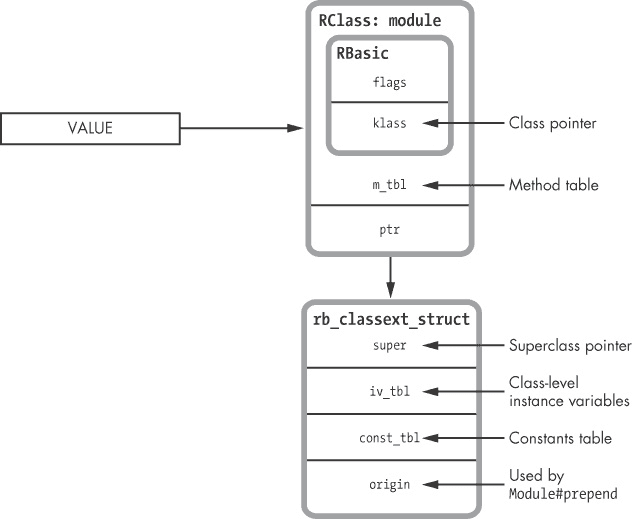 RClass: module
RBasic
flags
VALUE
klass
Class pointer
m_tbl
Method table
ptr
rb_classext_struct
super
Superclass pointer
iv_tbl
Class-level
instance variables
const_tbl
Constants table
origin
Used by
Module#prepend